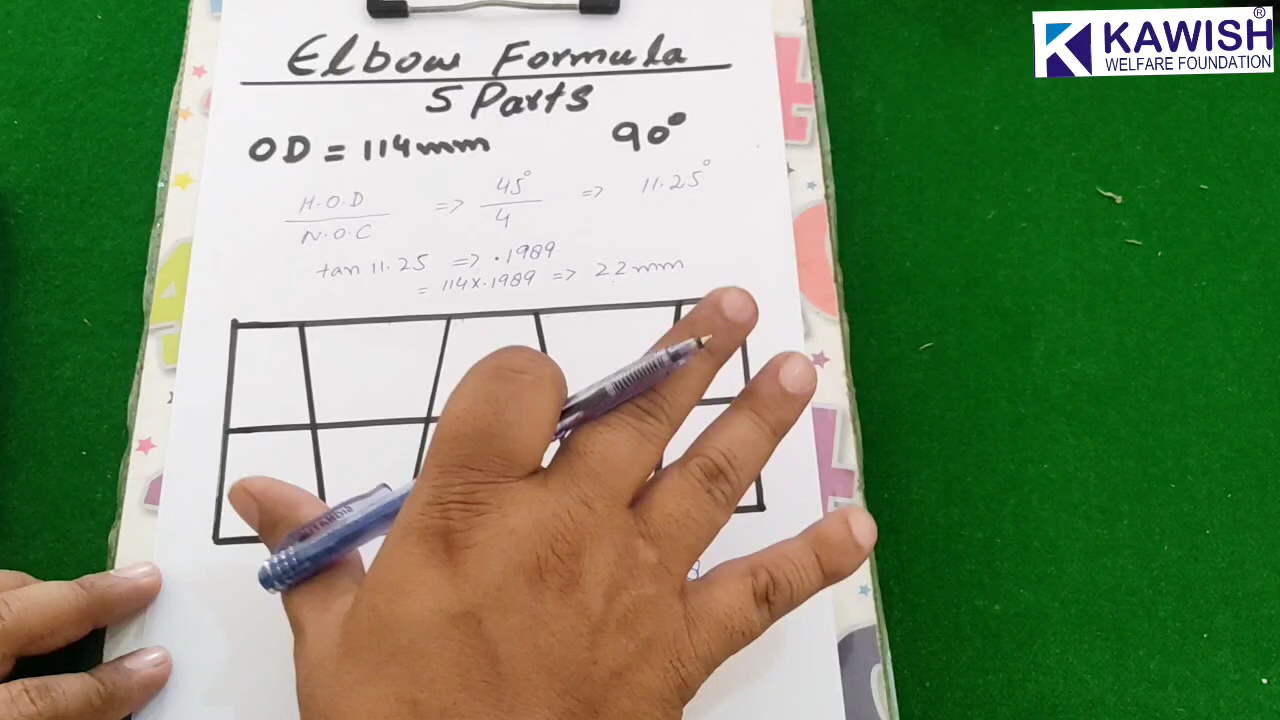 KAWISH®
WELFARE FOUNDATION
Elbow Formula
5 Parts
OD = 114mm 90°
H.O.D / N.O.C => 45° / 4 => 11.25°
tan 11.25 => .1989
= 114x.1989 => 22mm